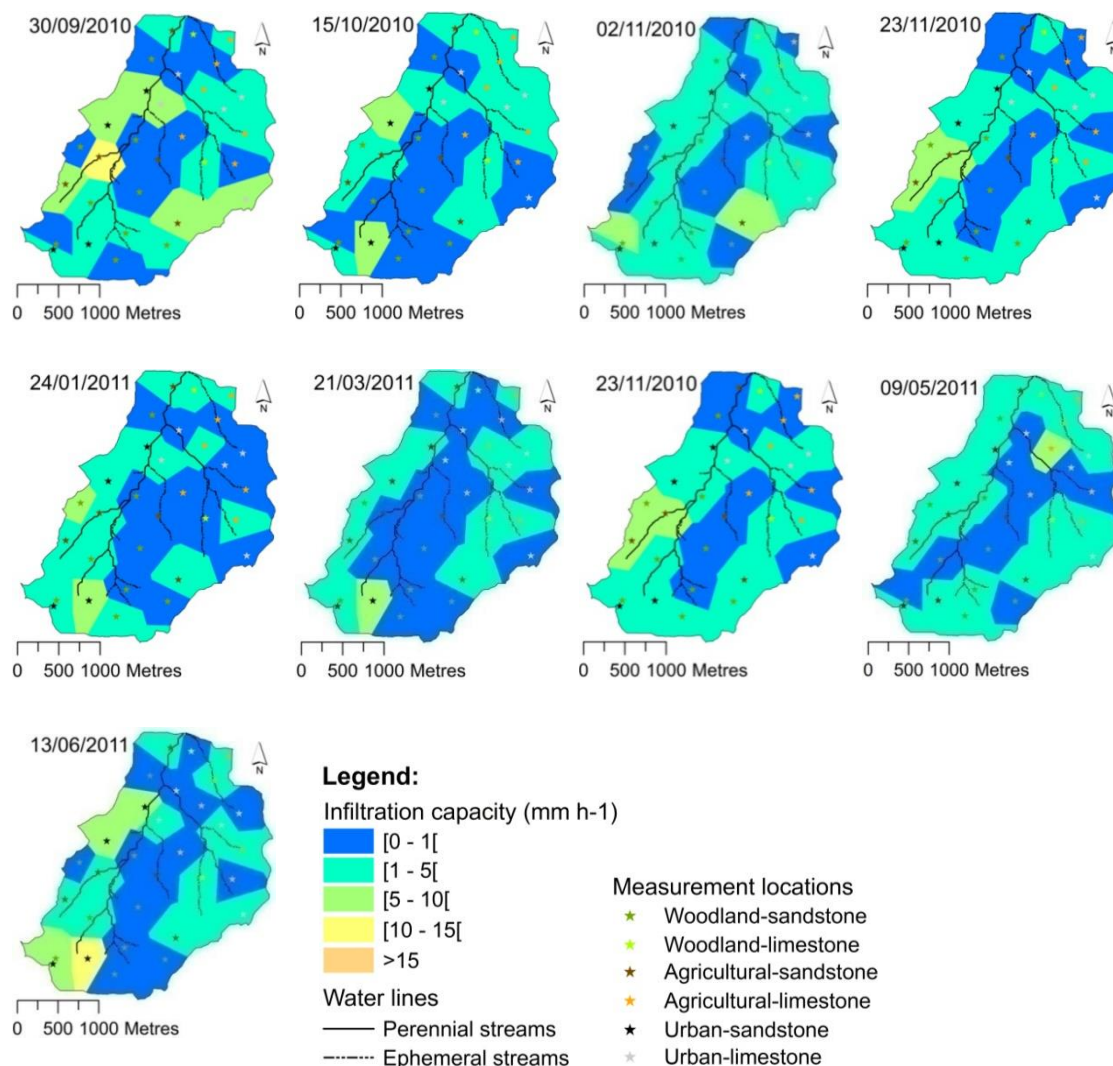 30/09/2010
N
0 500 1000 Metres
15/10/2010
N
0 500 1000 Metres
02/11/2010
N
0 500 1000 Metres
23/11/2010
N
0 500 1000 Metres
24/01/2011
N
0 500 1000 Metres
21/03/2011
N
0 500 1000 Metres
23/11/2010
N
0 500 1000 Metres
09/05/2011
N
0 500 1000 Metres
13/06/2011
N
0 500 1000 Metres
Legend:
Infiltration capacity (mm h-1)
[0 - 1[
[1 - 5[
[5 - 10[
[10 - 15[
>15
Water lines
Perennial streams
Ephemeral streams
Measurement locations
Woodland-sandstone
Woodland-limestone
Agricultural-sandstone
Agricultural-limestone
Urban-sandstone
Urban-limestone